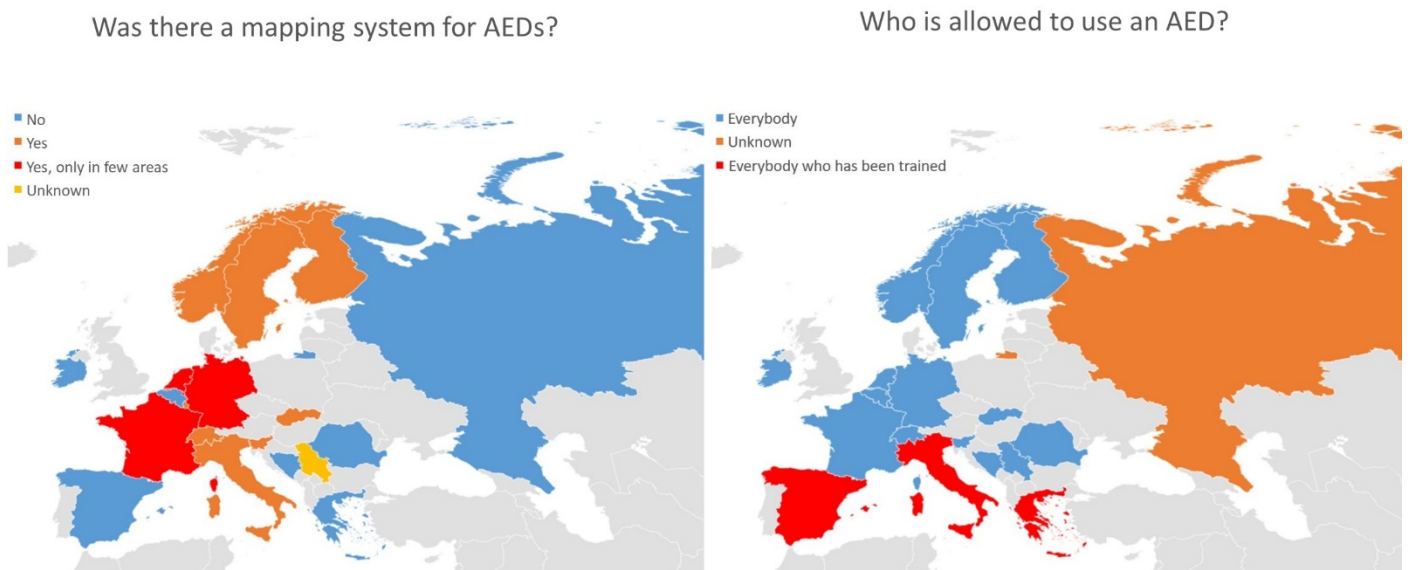 Was there a mapping system for AEDs?
No
Yes
Yes, only in few areas
Unknown
Who is allowed to use an AED?
Everybody
Unknown
Everybody who has been trained